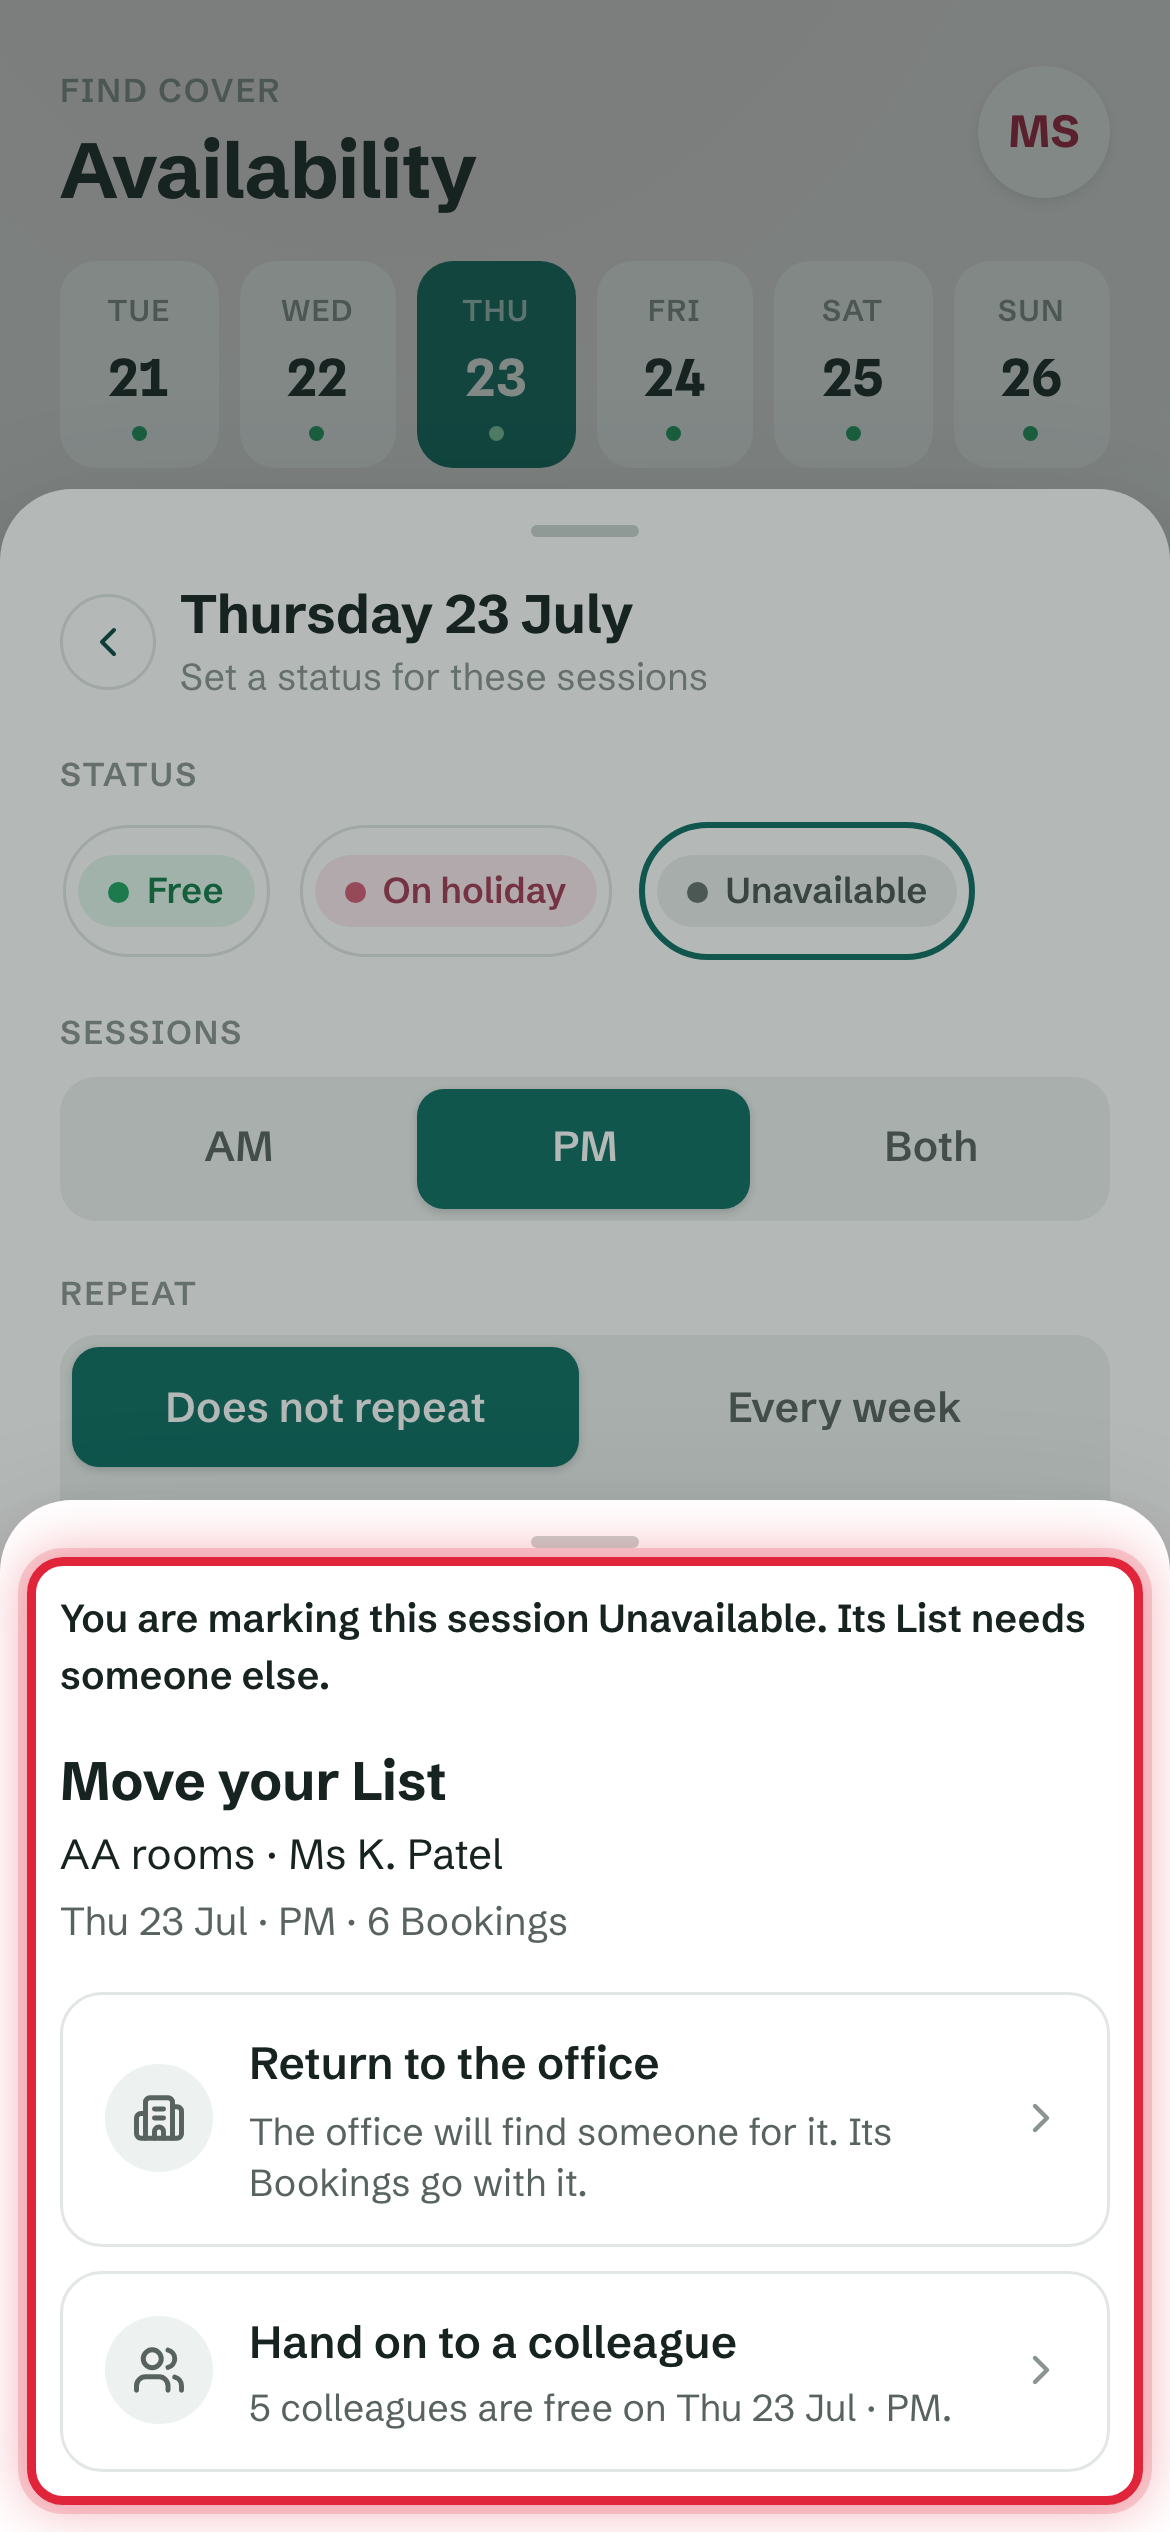 FIND COVER
Availability
MS
TUE
21
WED
22
THU
23
FRI
24
SAT
25
SUN
26
Thursday 23 July
Set a status for these sessions
STATUS
Free
On holiday
Unavailable
SESSIONS
AM
PM
Both
REPEAT
Does not repeat
Every week
You are marking this session Unavailable. Its List needs
someone else.
Move your List
AA rooms · Ms K. Patel
Thu 23 Jul · PM · 6 Bookings
Return to the office
The office will find someone for it. Its
Bookings go with it.
Hand on to a colleague
5 colleagues are free on Thu 23 Jul · PM.